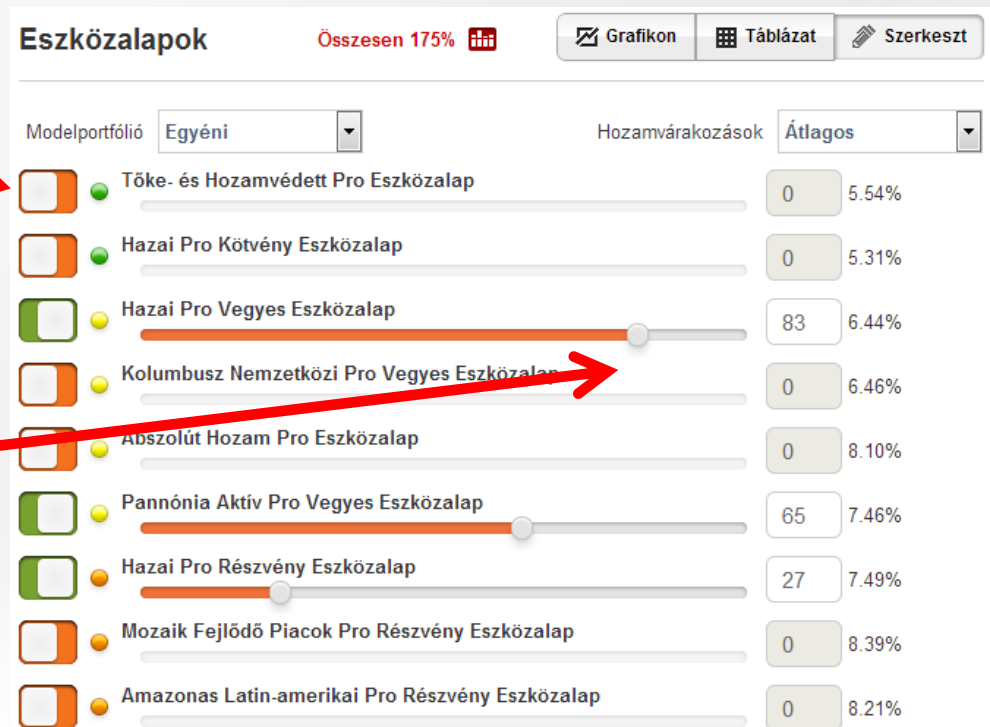 Eszközalapok Összesen 175% Grafikon Táblázat Szerkeszt
Modelportfólió Egyéni Hozamvárakozások Átlagos
Tőke- és Hozamvédett Pro Eszközalap 0 5.54%
Hazai Pro Kötvény Eszközalap 0 5.31%
Hazai Pro Vegyes Eszközalap 83 6.44%
Kolumbusz Nemzetközi Pro Vegyes Eszközalap 0 6.46%
Abszolút Hozam Pro Eszközalap 0 8.10%
Pannónia Aktív Pro Vegyes Eszközalap 65 7.46%
Hazai Pro Részvény Eszközalap 27 7.49%
Mozaik Fejlődő Piacok Pro Részvény Eszközalap 0 8.39%
Amazonas Latin-amerikai Pro Részvény Eszközalap 0 8.21%